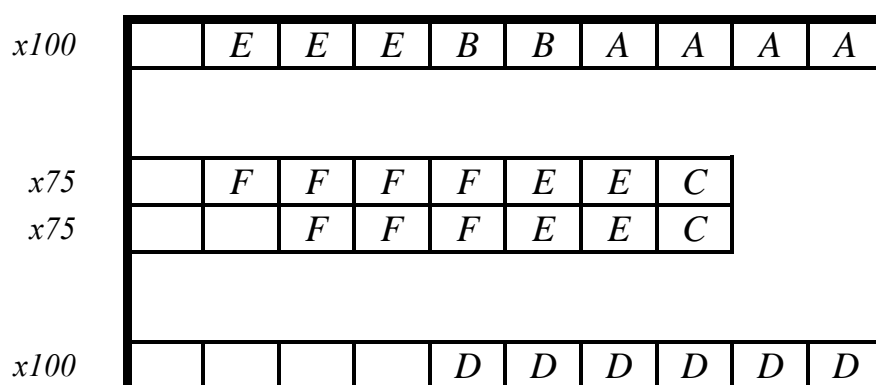 x100 E E E B B A A A A
x75 F F F F E E C
x75 F F F E E C
x100 D D D D D D